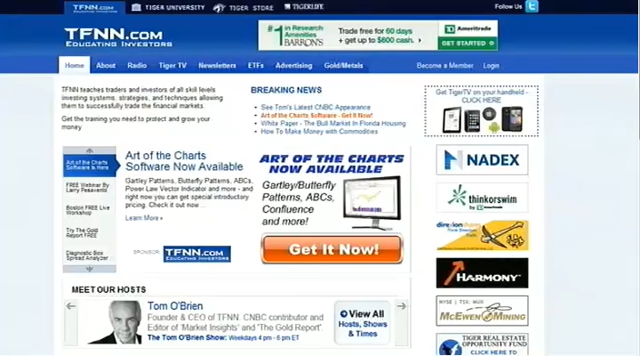 TFNN.COM
EDUCATING INVESTORS
TIGER UNIVERSITY
TIGER STORE
TIGERLIFE
Follow Us
TFNN.COM
EDUCATING INVESTORS
#1 in Research Amenities
BARRON'S
Trade free for 60 days
+ get up to $600 cash.
TD Ameritrade
GET STARTED
Home About Radio Tiger TV Newsletters ETFs Advertising Gold/Metals Become a Member Login
TFNN teaches traders and investors of all skill levels
investing systems, strategies, and techniques allowing
them to successfully trade the financial markets.
Get the training you need to protect and grow your
money
BREAKING NEWS
See Tom's Latest CNBC Appearance
Art of the Charts Software - Get It Now!
White Paper - The Bull Market In Florida Housing
How To Make Money with Commodities
Get TigerTV on your handheld -
CLICK HERE
Art of the Charts
Software Is Here
FREE Webinar By
Larry Pesavento
Boston FREE Live
Workshop
Try The Gold
Report FREE
Diagnostic Box
Spread Analyzer
Art of the Charts
Software Now Available
Gartley Patterns, Butterfly Patterns, ABCs,
Power Law Vector Indicator and more - and
right now you can get special introductory
pricing. Check it out now ...
Learn More
SPONSOR:
TFNN.COM
EDUCATING INVESTORS
ART OF THE CHARTS
NOW AVAILABLE
Gartley/Butterfly
Patterns, ABCs,
Confluence
and more!
Get It Now!
NADEX
thinkorswim
by TD Ameritrade
direxion
HARMONY
NYSE | TSX: MUX
MCEWEN MINING
TIGER REAL ESTATE
OPPORTUNITY FUND
CLICK HERE TO
MEET OUR HOSTS
Tom O'Brien
Founder & CEO of TFNN. CNBC contributor and
Editor of 'Market Insights' and 'The Gold Report'.
The Tom O'Brien Show: Weekdays 4 pm - 6 pm ET
View All
Hosts, Shows
& Times